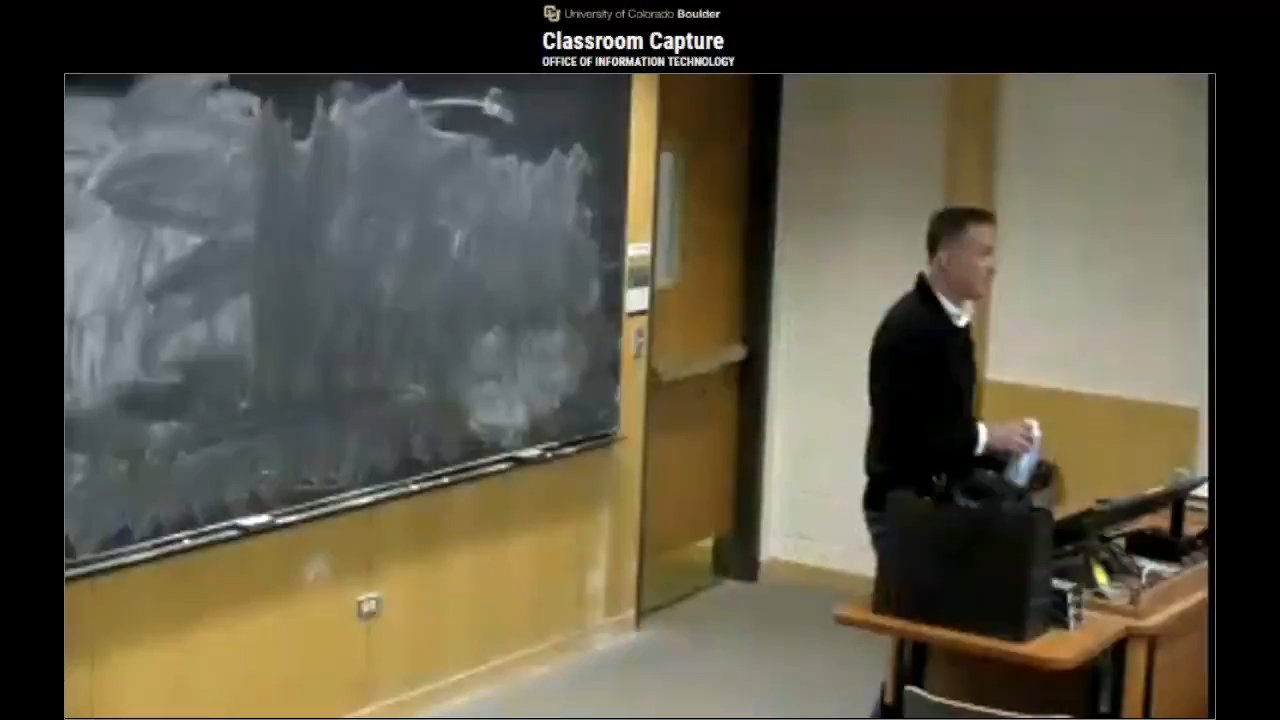 University of Colorado Boulder
Classroom Capture
OFFICE OF INFORMATION TECHNOLOGY